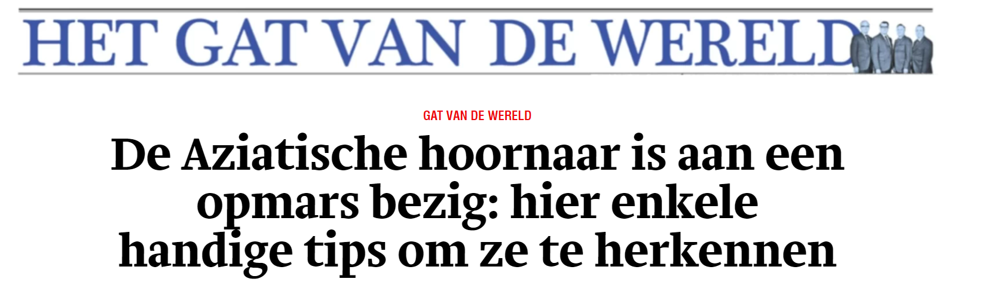 HET GAT VAN DE WERELD
GAT VAN DE WERELD
De Aziatische hoornaar is aan een
opmars bezig: hier enkele
handige tips om ze te herkennen